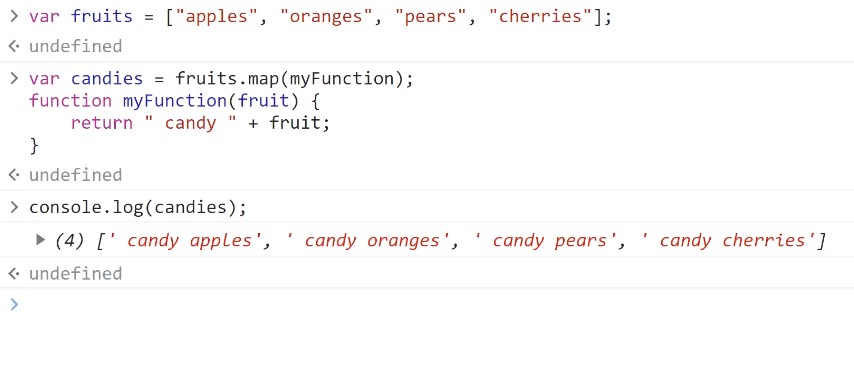 > var fruits = ["apples", "oranges", "pears", "cherries"];
<· undefined
> var candies = fruits.map(myFunction);
function myFunction(fruit) {
    return " candy " + fruit;
}
<· undefined
> console.log(candies);
▶ (4) [' candy apples', ' candy oranges', ' candy pears', ' candy cherries']
<· undefined
>